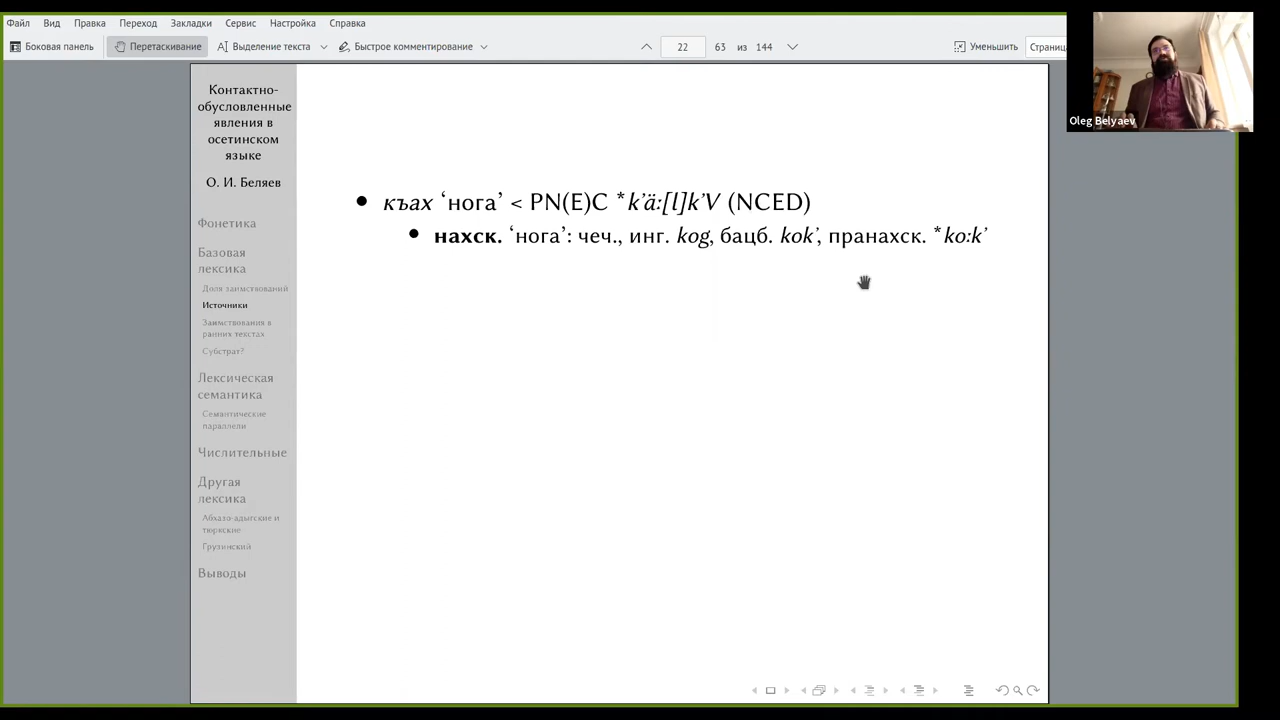 Файл Вид Правка Переход Закладки Сервис Настройка Справка
Боковая панель Перетаскивание Выделение текста Быстрое комментирование 22 63 из 144 Уменьшить Страниц
Oleg Belyaev
Контактно-
обусловленные
явления в
осетинском
языке
О. И. Беляев
Фонетика
Базовая
лексика
Доля заимствований
Источники
Заимствования в
ранних текстах
Субстрат?
Лексическая
семантика
Семантические
параллели
Числительные
Другая
лексика
Абхазо-адыгские и
тюркские
Грузинский
Выводы
• къах ‘нога’ < PN(E)C *k’ä:[l]k’V (NCED)
• нахск. ‘нога’: чеч., инг. kog, бацб. kok’, пранахск. *ko:k’